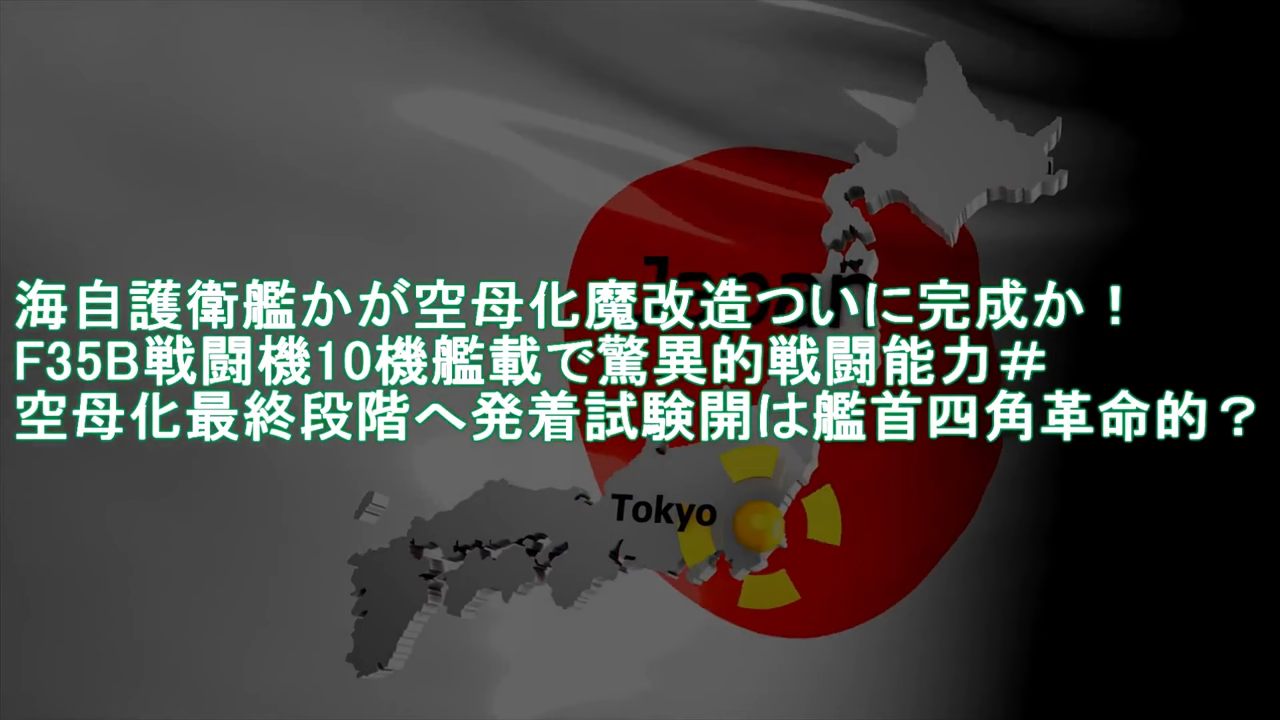 Japan
海自護衛艦かが空母化魔改造ついに完成か！
F35B戦闘機10機艦載で驚異的戦闘能力＃
空母化最終段階へ発着試験開は艦首四角革命的？
Tokyo